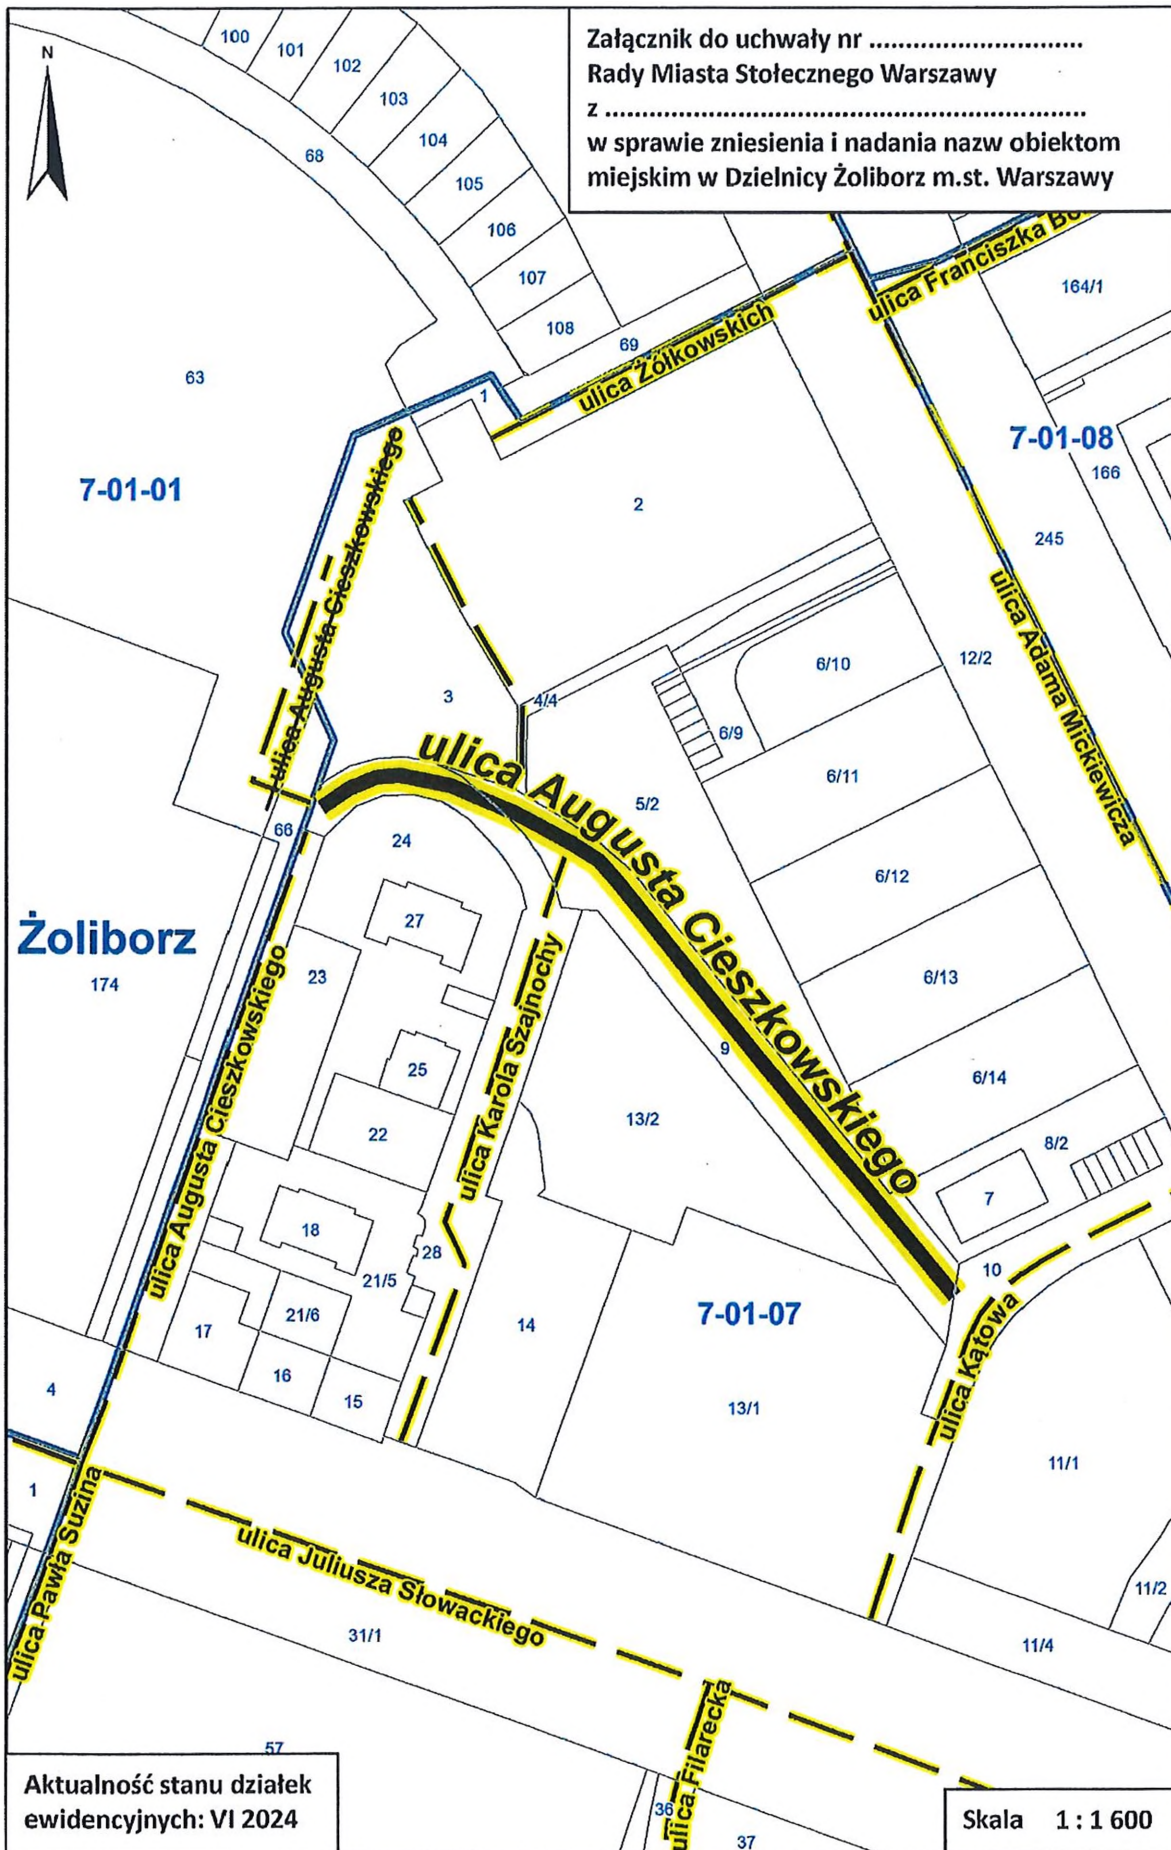 N
Załącznik do uchwały nr ..............................
Rady Miasta Stołecznego Warszawy
z ....................................................................
w sprawie zniesienia i nadania nazw obiektom
miejskim w Dzielnicy Żoliborz m.st. Warszawy
100
101
102
103
68
104
105
106
107
108
69
ulica Żółkowskich
ulica Franciszka
164/1
63
1
7-01-01
7-01-08
166
2
245
ulica Augusta Cieszkowskiego
ulica Adama Mickiewicza
6/10
12/2
3
4/4
6/9
6/11
ulica Augusta Cieszkowskiego
5/2
66
24
6/12
27
Żoliborz
174
23
6/13
ulica Augusta Cieszkowskiego
ulica Karola Szajnochy
9
25
6/14
22
13/2
8/2
7
18
28
21/5
10
21/6
17
14
7-01-07
ulica Kątowa
4
16
15
13/1
11/1
1
ulica Pawła Suzina
ulica Juliusza Słowackiego
31/1
11/2
11/4
57
ulica Filarecka
36
37
Aktualność stanu działek
ewidencyjnych: VI 2024
Skala 1 : 1 600